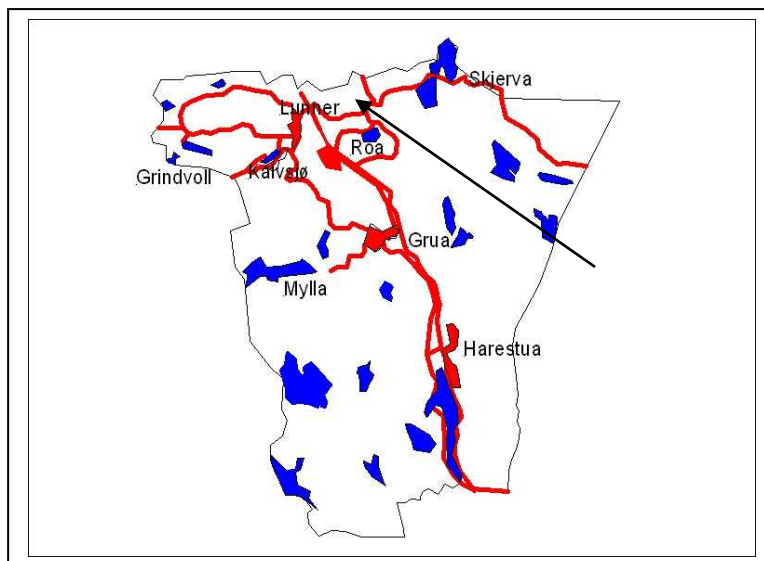 Skjerva
Lunner
Roa
Grindvoll
Kalvsjø
Grua
Mylla
Harestua